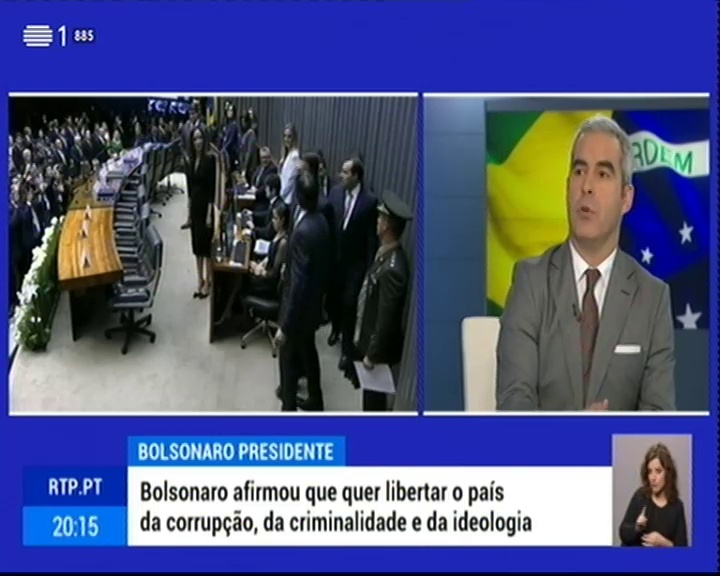 1 885
RDEM
BOLSONARO PRESIDENTE
RTP.PT
Bolsonaro afirmou que quer libertar o país
20:15
da corrupção, da criminalidade e da ideologia